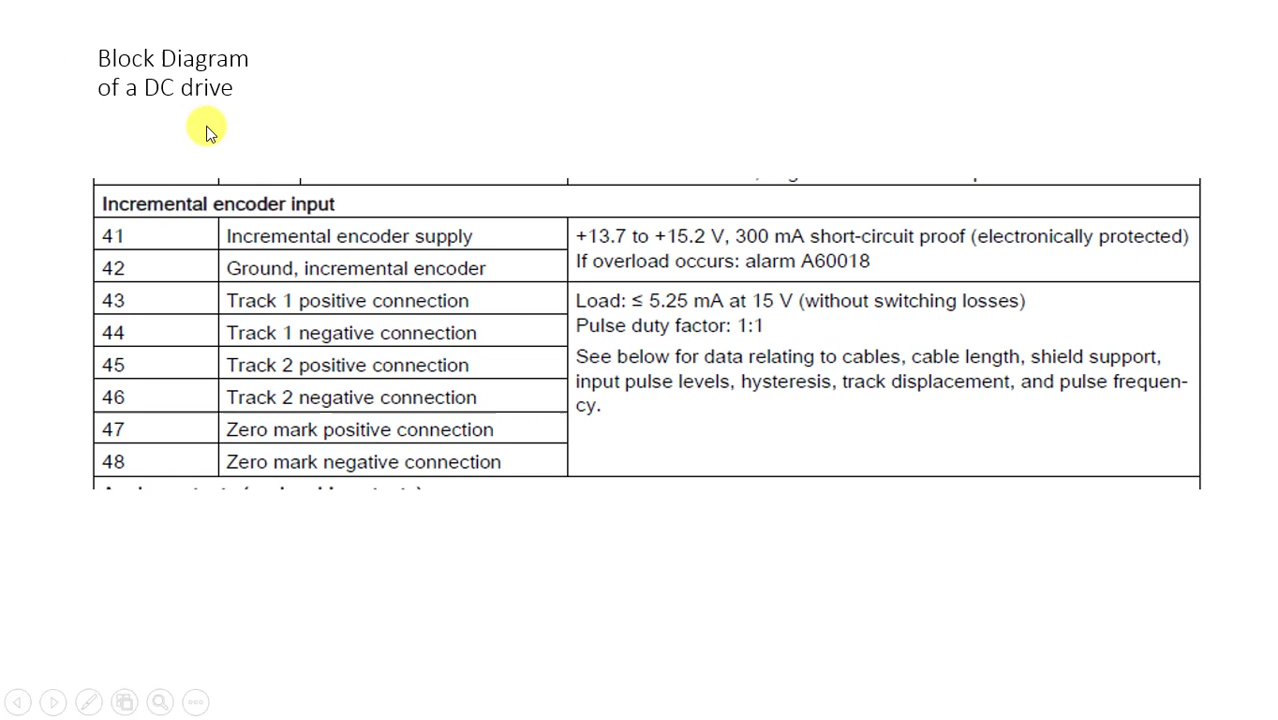 Block Diagram
of a DC drive
Incremental encoder input
41 Incremental encoder supply +13.7 to +15.2 V, 300 mA short-circuit proof (electronically protected)
42 Ground, incremental encoder If overload occurs: alarm A60018
43 Track 1 positive connection Load: ≤ 5.25 mA at 15 V (without switching losses)
44 Track 1 negative connection Pulse duty factor: 1:1
45 Track 2 positive connection See below for data relating to cables, cable length, shield support,
46 Track 2 negative connection input pulse levels, hysteresis, track displacement, and pulse frequen-
cy.
47 Zero mark positive connection
48 Zero mark negative connection